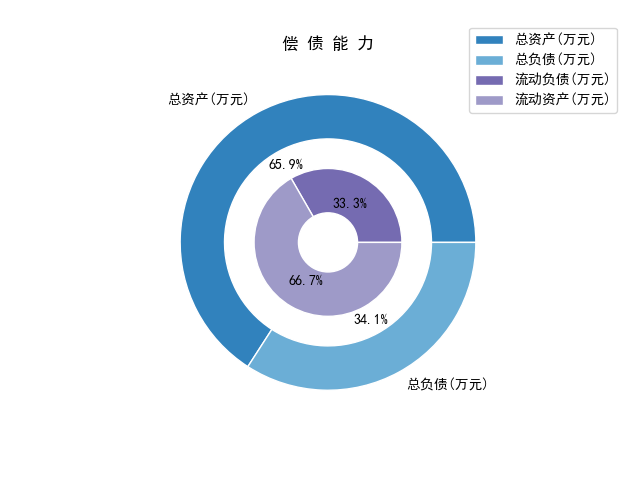 偿 债 能 力
总资产(万元)
总负债(万元)
流动负债(万元)
流动资产(万元)
总资产(万元)
65.9%
33.3%
66.7%
34.1%
总负债(万元)